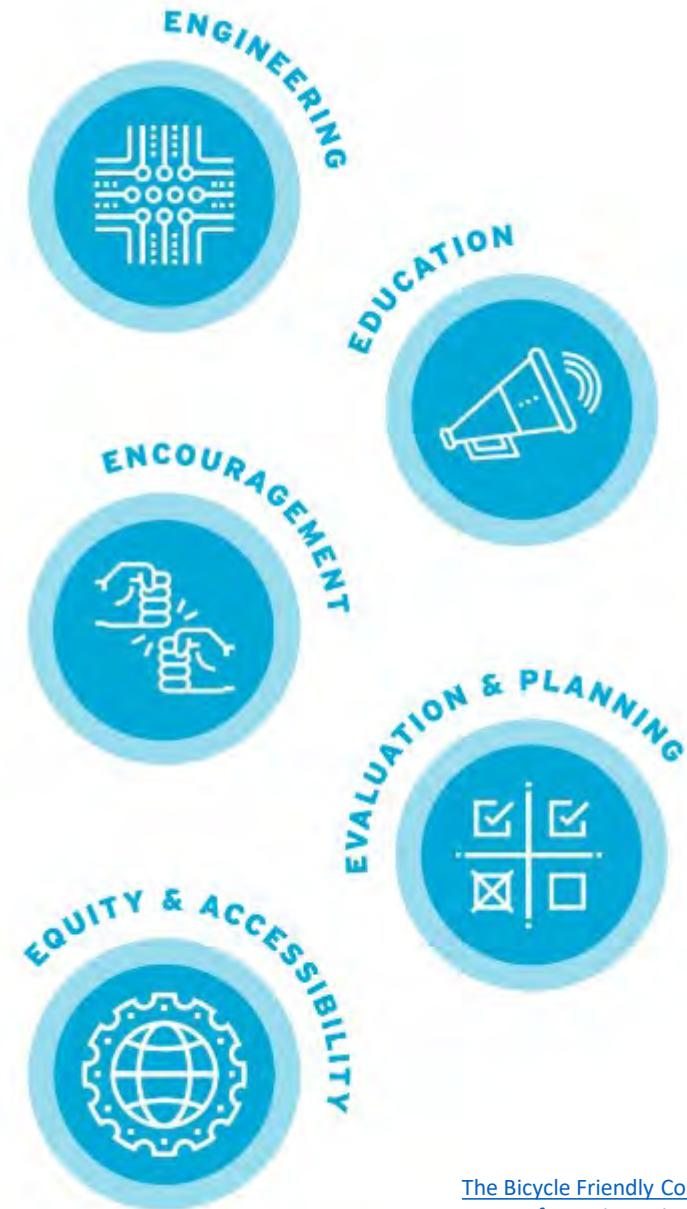 ENGINEERING
EDUCATION
ENCOURAGEMENT
EVALUATION & PLANNING
EQUITY & ACCESSIBILITY
The Bicycle Friendly Co